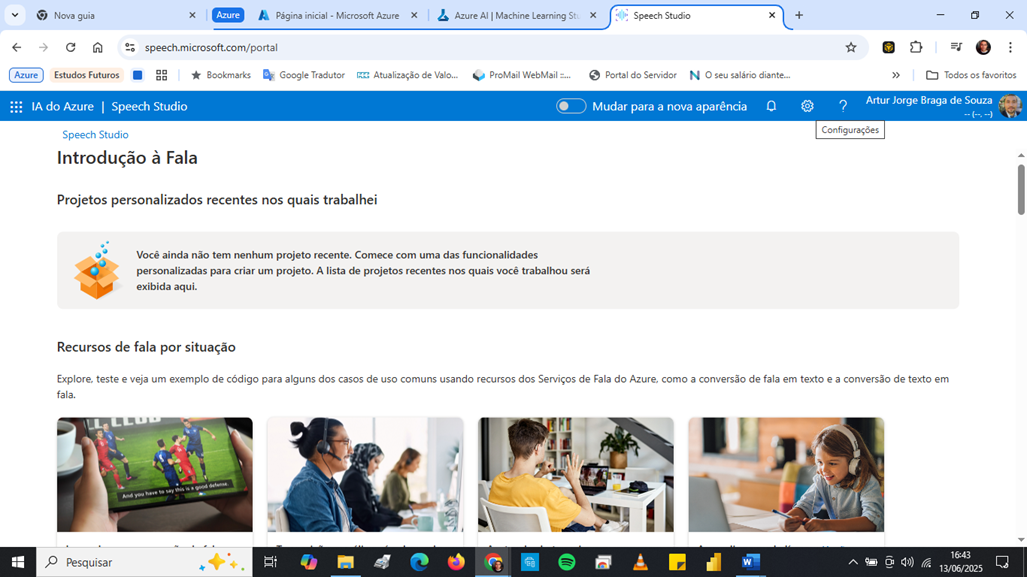 Nova guia
Azure
Página inicial - Microsoft Azure
Azure AI | Machine Learning St
Speech Studio
speech.microsoft.com/portal
Azure
Estudos Futuros
Bookmarks
Google Tradutor
Atualização de Valo...
ProMail WebMail ::...
Portal do Servidor
O seu salário diante...
Todos os favoritos
IA do Azure | Speech Studio
Mudar para a nova aparência
?
Artur Jorge Braga de Souza
-- (--, --)
Configurações
Speech Studio
Introdução à Fala
Projetos personalizados recentes nos quais trabalhei
Você ainda não tem nenhum projeto recente. Comece com uma das funcionalidades
personalizadas para criar um projeto. A lista de projetos recentes nos quais você trabalhou será
exibida aqui.
Recursos de fala por situação
Explore, teste e veja um exemplo de código para alguns dos casos de uso comuns usando recursos dos Serviços de Fala do Azure, como a conversão de fala em texto e a conversão de texto em
fala.
CLUB
And you have to say this is a good defense.
Pesquisar
16:43
13/06/2025